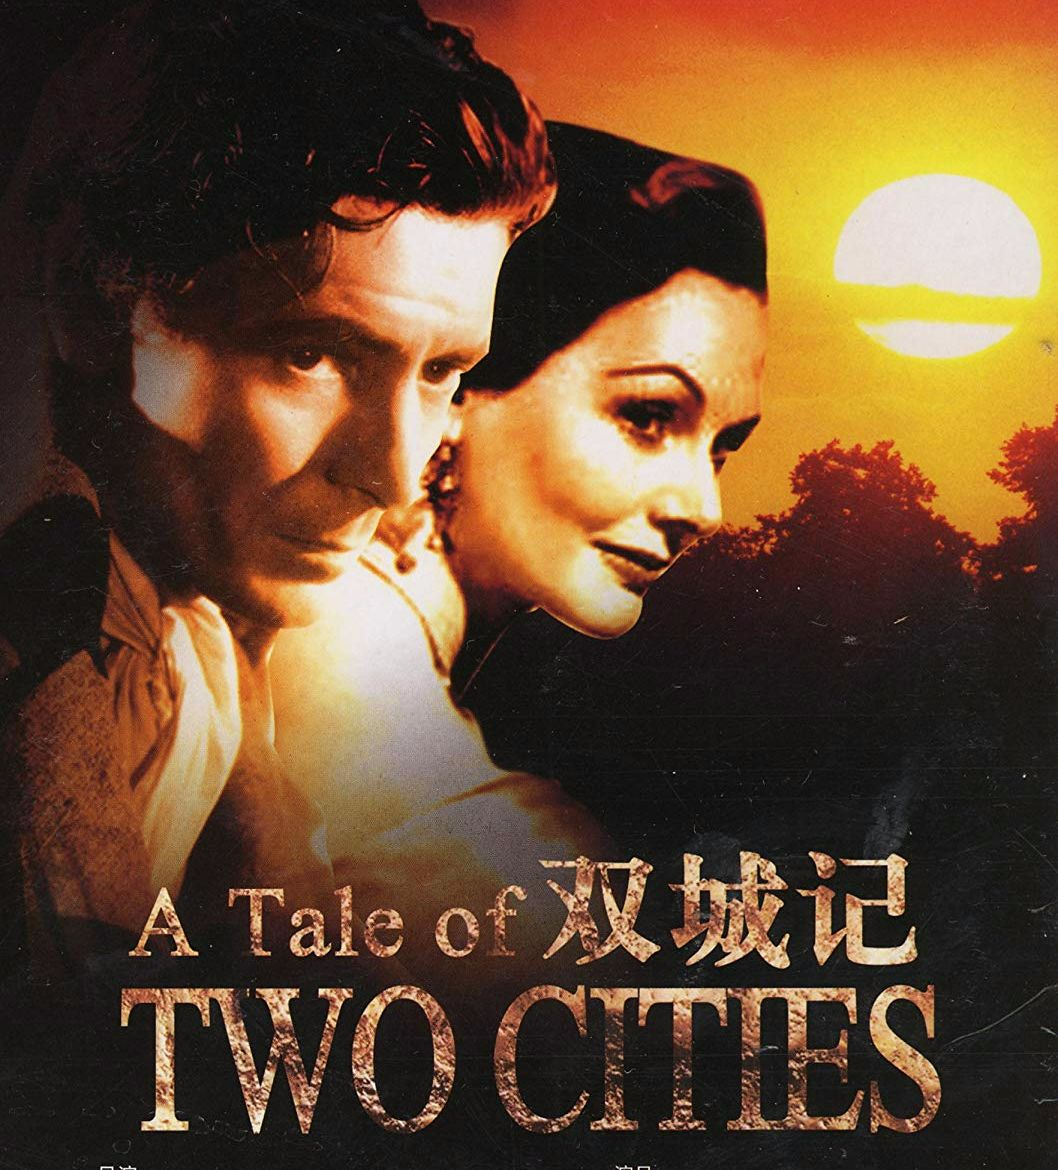 A Tale of 双城记
TWO CITIES